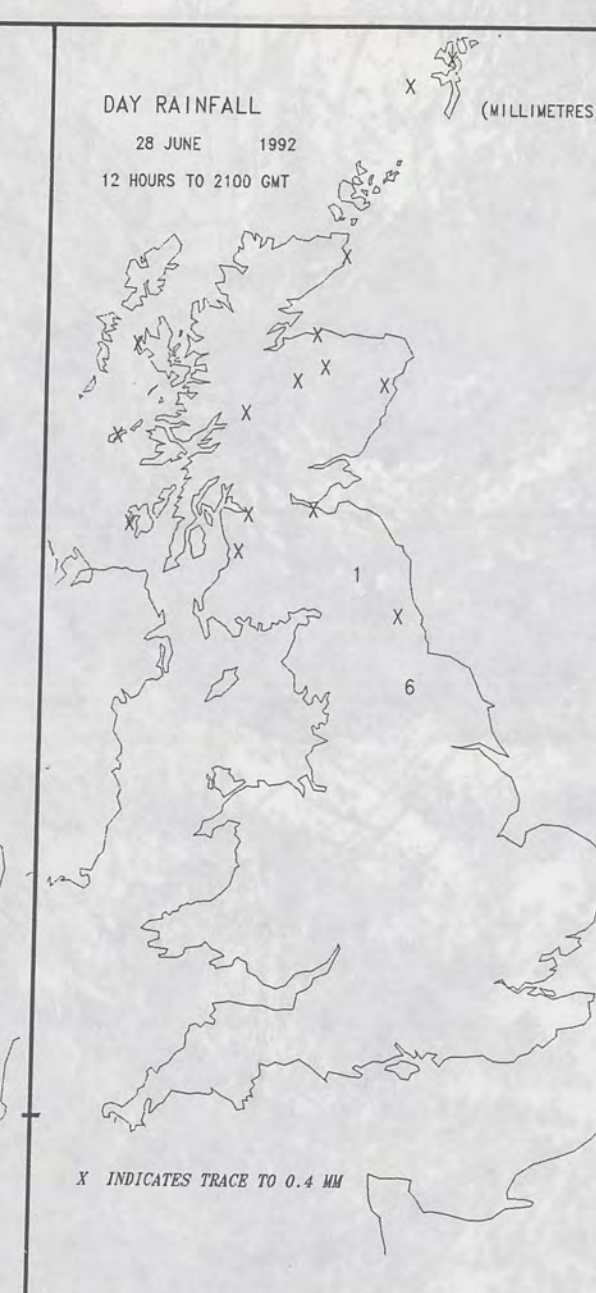 X
DAY RAINFALL
(MILLIMETRES
28 JUNE 1992
12 HOURS TO 2100 GMT
X
X
X
X
X
X
X
X
X
X
X
X
X
1
X
6
X INDICATES TRACE TO 0.4 MM